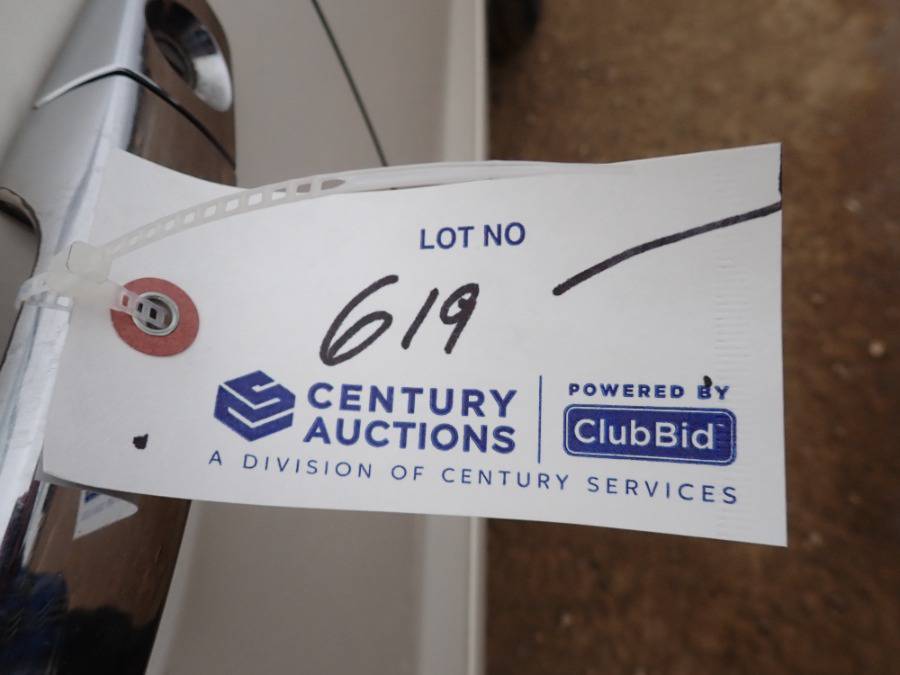 LOT NO
619
CENTURY
AUCTIONS
POWERED BY
ClubBid
A DIVISION OF CENTURY SERVICES